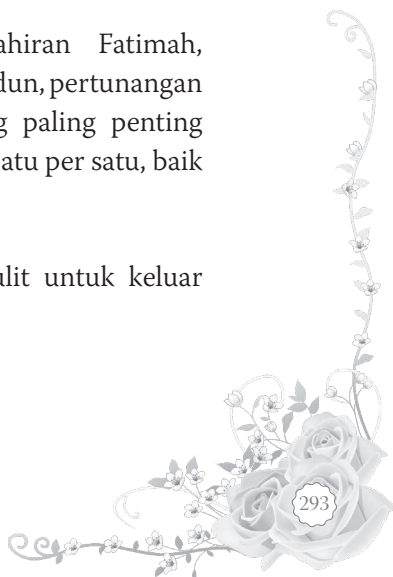 ahiran Fatimah,
dun, pertunangan
g paling penting
atu per satu, baik
ulit untuk keluar
293